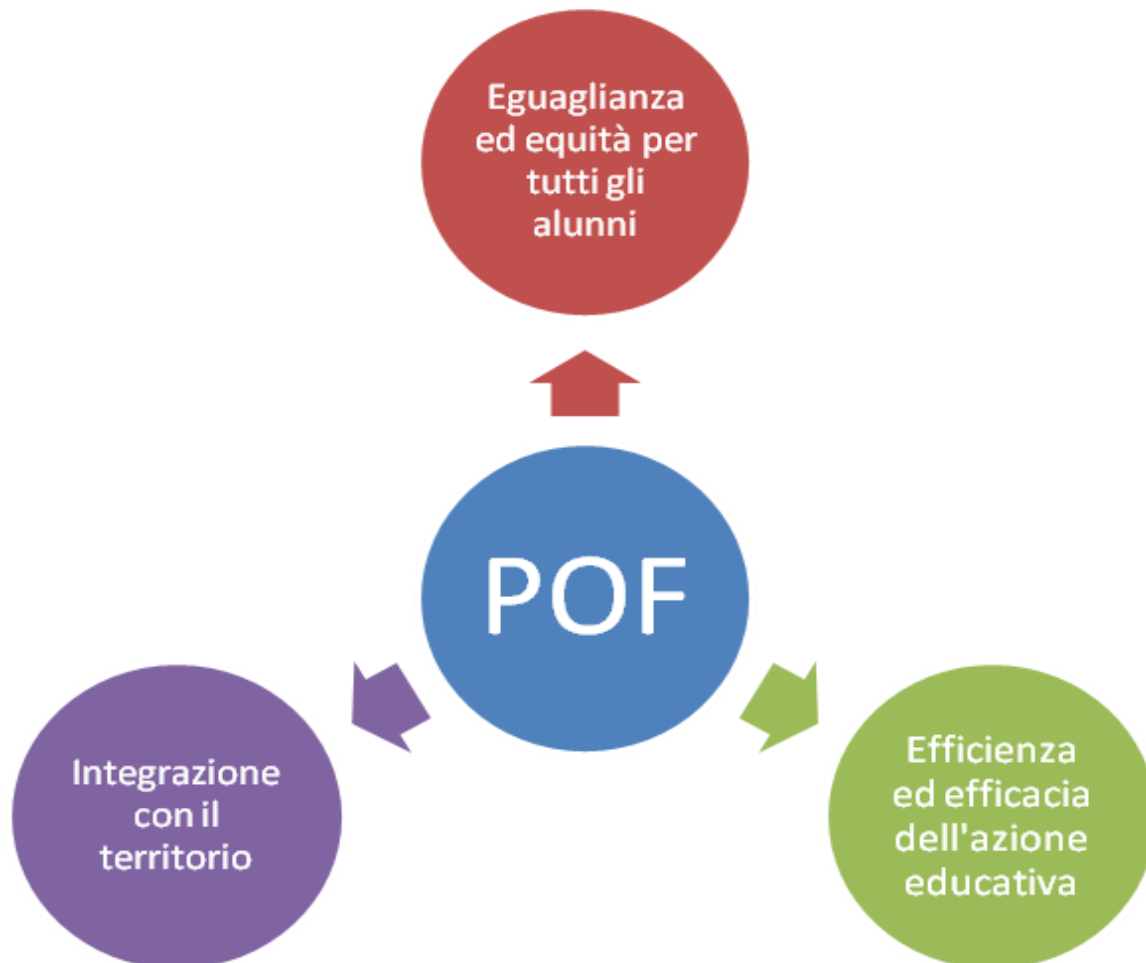 Eguaglianza
ed equità per
tutti gli
alunni
POF
Integrazione
con il
territorio
Efficienza
ed efficacia
dell'azione
educativa